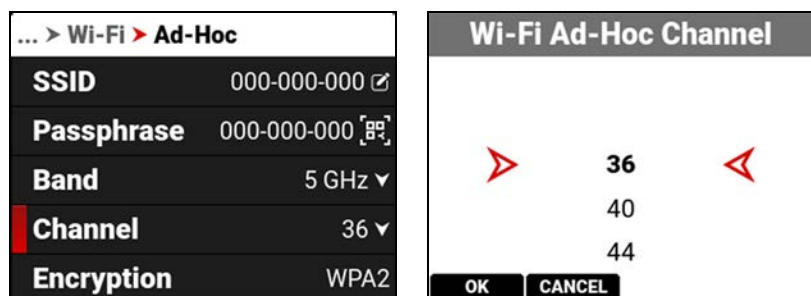 ... > Wi-Fi > Ad-Hoc
SSID 000-000-000
Passphrase 000-000-000
Band 5 GHz
Channel 36
Encryption WPA2
Wi-Fi Ad-Hoc Channel
36
40
44
OK CANCEL